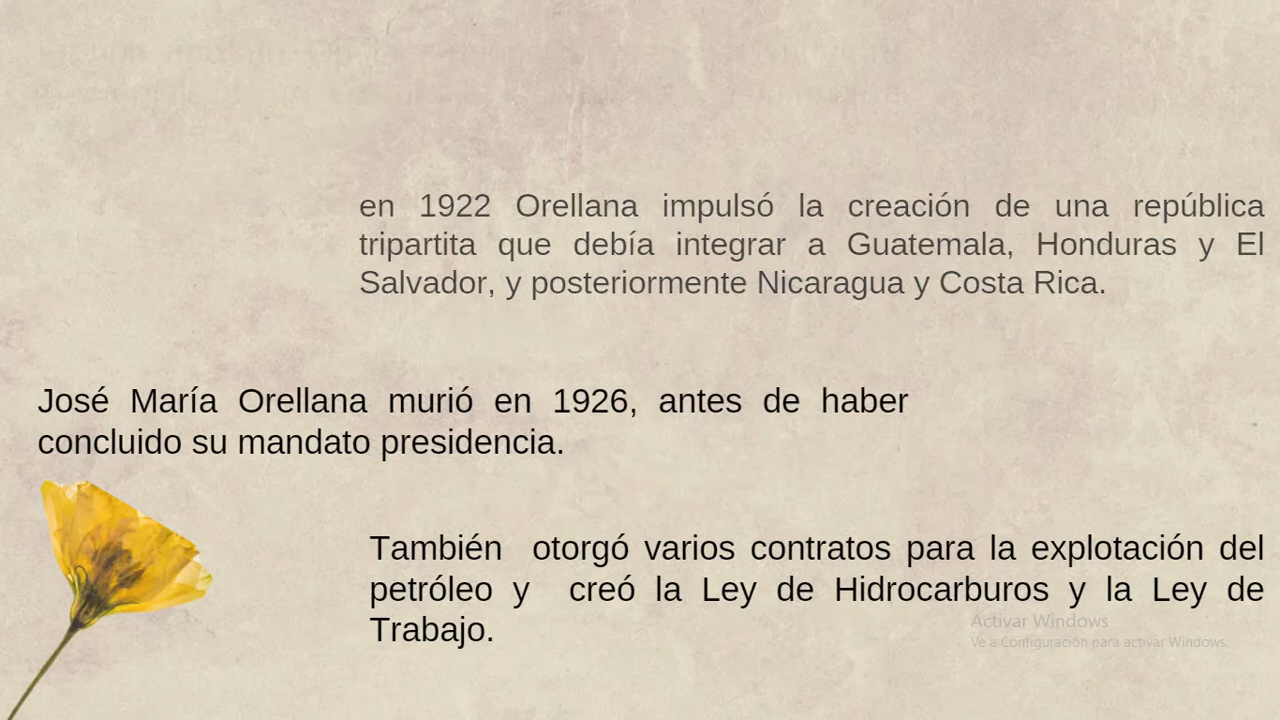 en 1922 Orellana impulsó la creación de una república
tripartita que debía integrar a Guatemala, Honduras y El
Salvador, y posteriormente Nicaragua y Costa Rica.
José María Orellana murió en 1926, antes de haber
concluido su mandato presidencia.
También otorgó varios contratos para la explotación del
petróleo y creó la Ley de Hidrocarburos y la Ley de
Trabajo.
Activar Windows
Ve a Configuración para activar Windows.